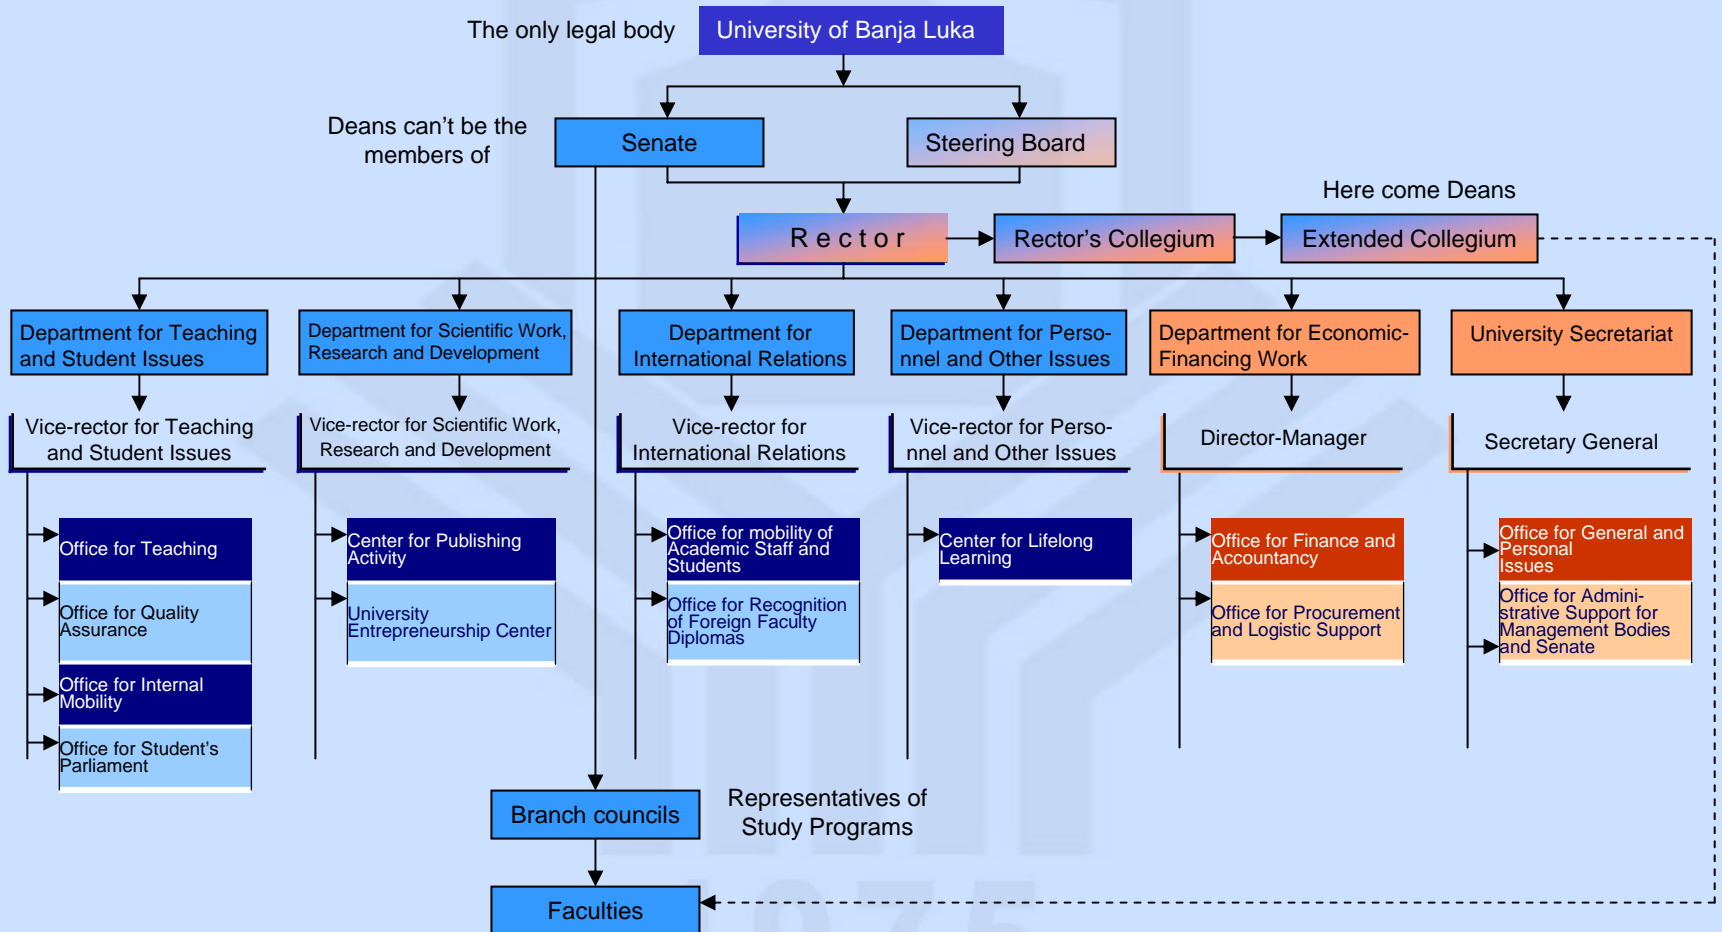 The only legal body
University of Banja Luka
Deans can't be the
members of
Senate
Steering Board
Here come Deans
Rector
Rector's Collegium
Extended Collegium
Department for Teaching
and Student Issues
Department for Scientific Work,
Research and Development
Department for
International Relations
Department for Perso-
nnel and Other Issues
Department for Economic-
Financing Work
University Secretariat
Vice-rector for Teaching
and Student Issues
Vice-rector for Scientific Work,
Research and Development
Vice-rector for
International Relations
Vice-rector for Perso-
nnel and Other Issues
Director-Manager
Secretary General
Office for Teaching
Office for Quality
Assurance
Office for Internal
Mobility
Office for Student's
Parliament
Center for Publishing
Activity
University
Entrepreneurship Center
Office for mobility of
Academic Staff and
Students
Office for Recognition
of Foreign Faculty
Diplomas
Center for Lifelong
Learning
Office for Finance and
Accountancy
Office for Procurement
and Logistic Support
Office for General and
Personal
Issues
Office for Admini-
strative Support for
Management Bodies
and Senate
Branch councils
Representatives of
Study Programs
Faculties
1975